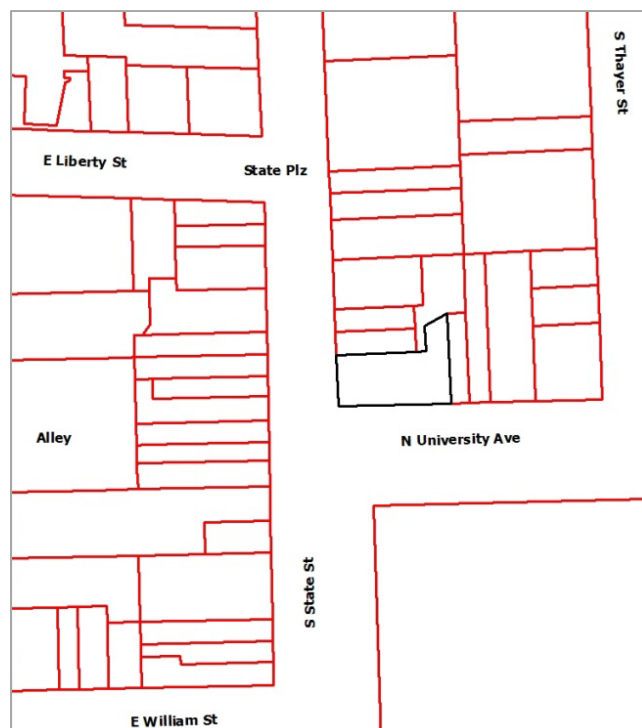 S Thayer St
E Liberty St
State Plz
Alley
N University Ave
S State St
E William St